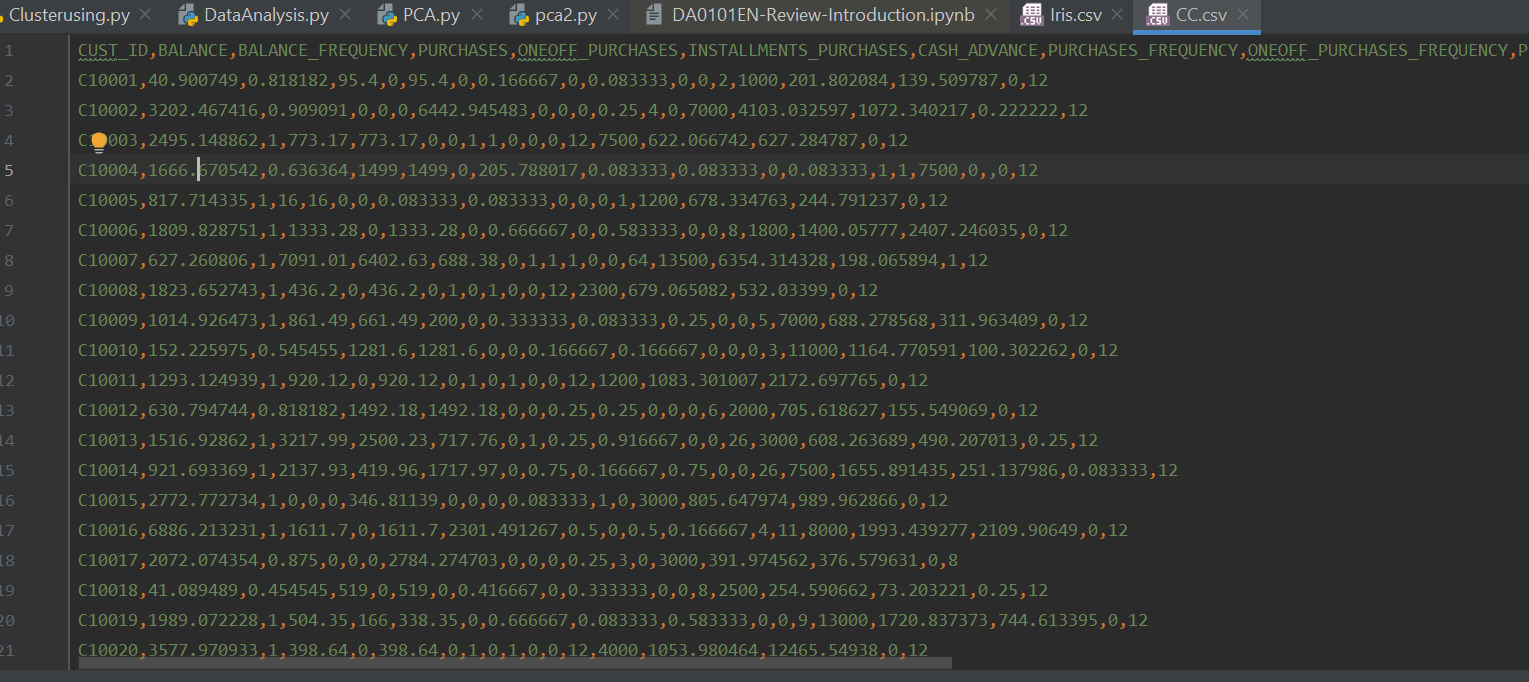 Clusterusing.py DataAnalysis.py PCA.py pca2.py DA0101EN-Review-Introduction.ipynb Iris.csv CC.csv
1 CUST_ID,BALANCE,BALANCE_FREQUENCY,PURCHASES,ONEOFF_PURCHASES,INSTALLMENTS_PURCHASES,CASH_ADVANCE,PURCHASES_FREQUENCY,ONEOFF_PURCHASES_FREQUENCY,P
2 C10001,40.900749,0.818182,95.4,0,95.4,0,0.166667,0,0.083333,0,0,2,1000,201.802084,139.509787,0,12
3 C10002,3202.467416,0.909091,0,0,0,6442.945483,0,0,0,0.25,4,0,7000,4103.032597,1072.340217,0.222222,12
4 C 003,2495.148862,1,773.17,773.17,0,0,1,1,0,0,0,12,7500,622.066742,627.284787,0,12
5 C10004,1666.670542,0.636364,1499,1499,0,205.788017,0.083333,0.083333,0,0.083333,1,1,7500,0,,0,12
6 C10005,817.714335,1,16,16,0,0,0.083333,0.083333,0,0,0,1,1200,678.334763,244.791237,0,12
7 C10006,1809.828751,1,1333.28,0,1333.28,0,0.666667,0,0.583333,0,0,8,1800,1400.05777,2407.246035,0,12
8 C10007,627.260806,1,7091.01,6402.63,688.38,0,1,1,1,0,0,64,13500,6354.314328,198.065894,1,12
9 C10008,1823.652743,1,436.2,0,436.2,0,1,0,1,0,0,12,2300,679.065082,532.03399,0,12
10 C10009,1014.926473,1,861.49,661.49,200,0,0.333333,0.083333,0.25,0,0,5,7000,688.278568,311.963409,0,12
11 C10010,152.225975,0.545455,1281.6,1281.6,0,0,0.166667,0.166667,0,0,0,3,11000,1164.770591,100.302262,0,12
12 C10011,1293.124939,1,920.12,0,920.12,0,1,0,1,0,0,12,1200,1083.301007,2172.697765,0,12
13 C10012,630.794744,0.818182,1492.18,1492.18,0,0,0.25,0.25,0,0,0,6,2000,705.618627,155.549069,0,12
14 C10013,1516.92862,1,3217.99,2500.23,717.76,0,1,0.25,0.916667,0,0,26,3000,608.263689,490.207013,0.25,12
15 C10014,921.693369,1,2137.93,419.96,1717.97,0,0.75,0.166667,0.75,0,0,26,7500,1655.891435,251.137986,0.083333,12
16 C10015,2772.772734,1,0,0,0,346.81139,0,0,0,0.083333,1,0,3000,805.647974,989.962866,0,12
17 C10016,6886.213231,1,1611.7,0,1611.7,2301.491267,0.5,0,0.5,0.166667,4,11,8000,1993.439277,2109.90649,0,12
18 C10017,2072.074354,0.875,0,0,0,2784.274703,0,0,0,0.25,3,0,3000,391.974562,376.579631,0,8
19 C10018,41.089489,0.454545,519,0,519,0,0.416667,0,0.333333,0,0,8,2500,254.590662,73.203221,0.25,12
20 C10019,1989.072228,1,504.35,166,338.35,0,0.666667,0.083333,0.583333,0,0,9,13000,1720.837373,744.613395,0,12
21 C10020,3577.970933,1,398.64,0,398.64,0,1,0,1,0,0,12,4000,1053.980464,12465.54938,0,12